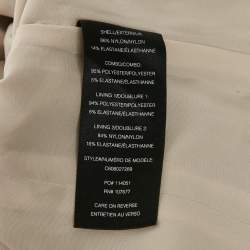 SHELL/EXTERIEUR:
86% NYLON/NYLON
14% ELASTANE/ELASTHANNE
COMBO/COMBO:
95% POLYESTER/POLYESTER
5% ELASTANE/ELASTHANNE
LINING 1/DOUBLURE 1:
94% POLYESTER/POLYESTER
6% ELASTANE/ELASTHANNE
LINING 2/DOUBLURE 2:
84% NYLON/NYLON
16% ELASTANE/ELASTHANNE
STYLE/NUMÉRO DE MODÈLE:
PO# 114051
RN# 107677
CARE ON REVERSE
ENTRETIEN AU VERSO